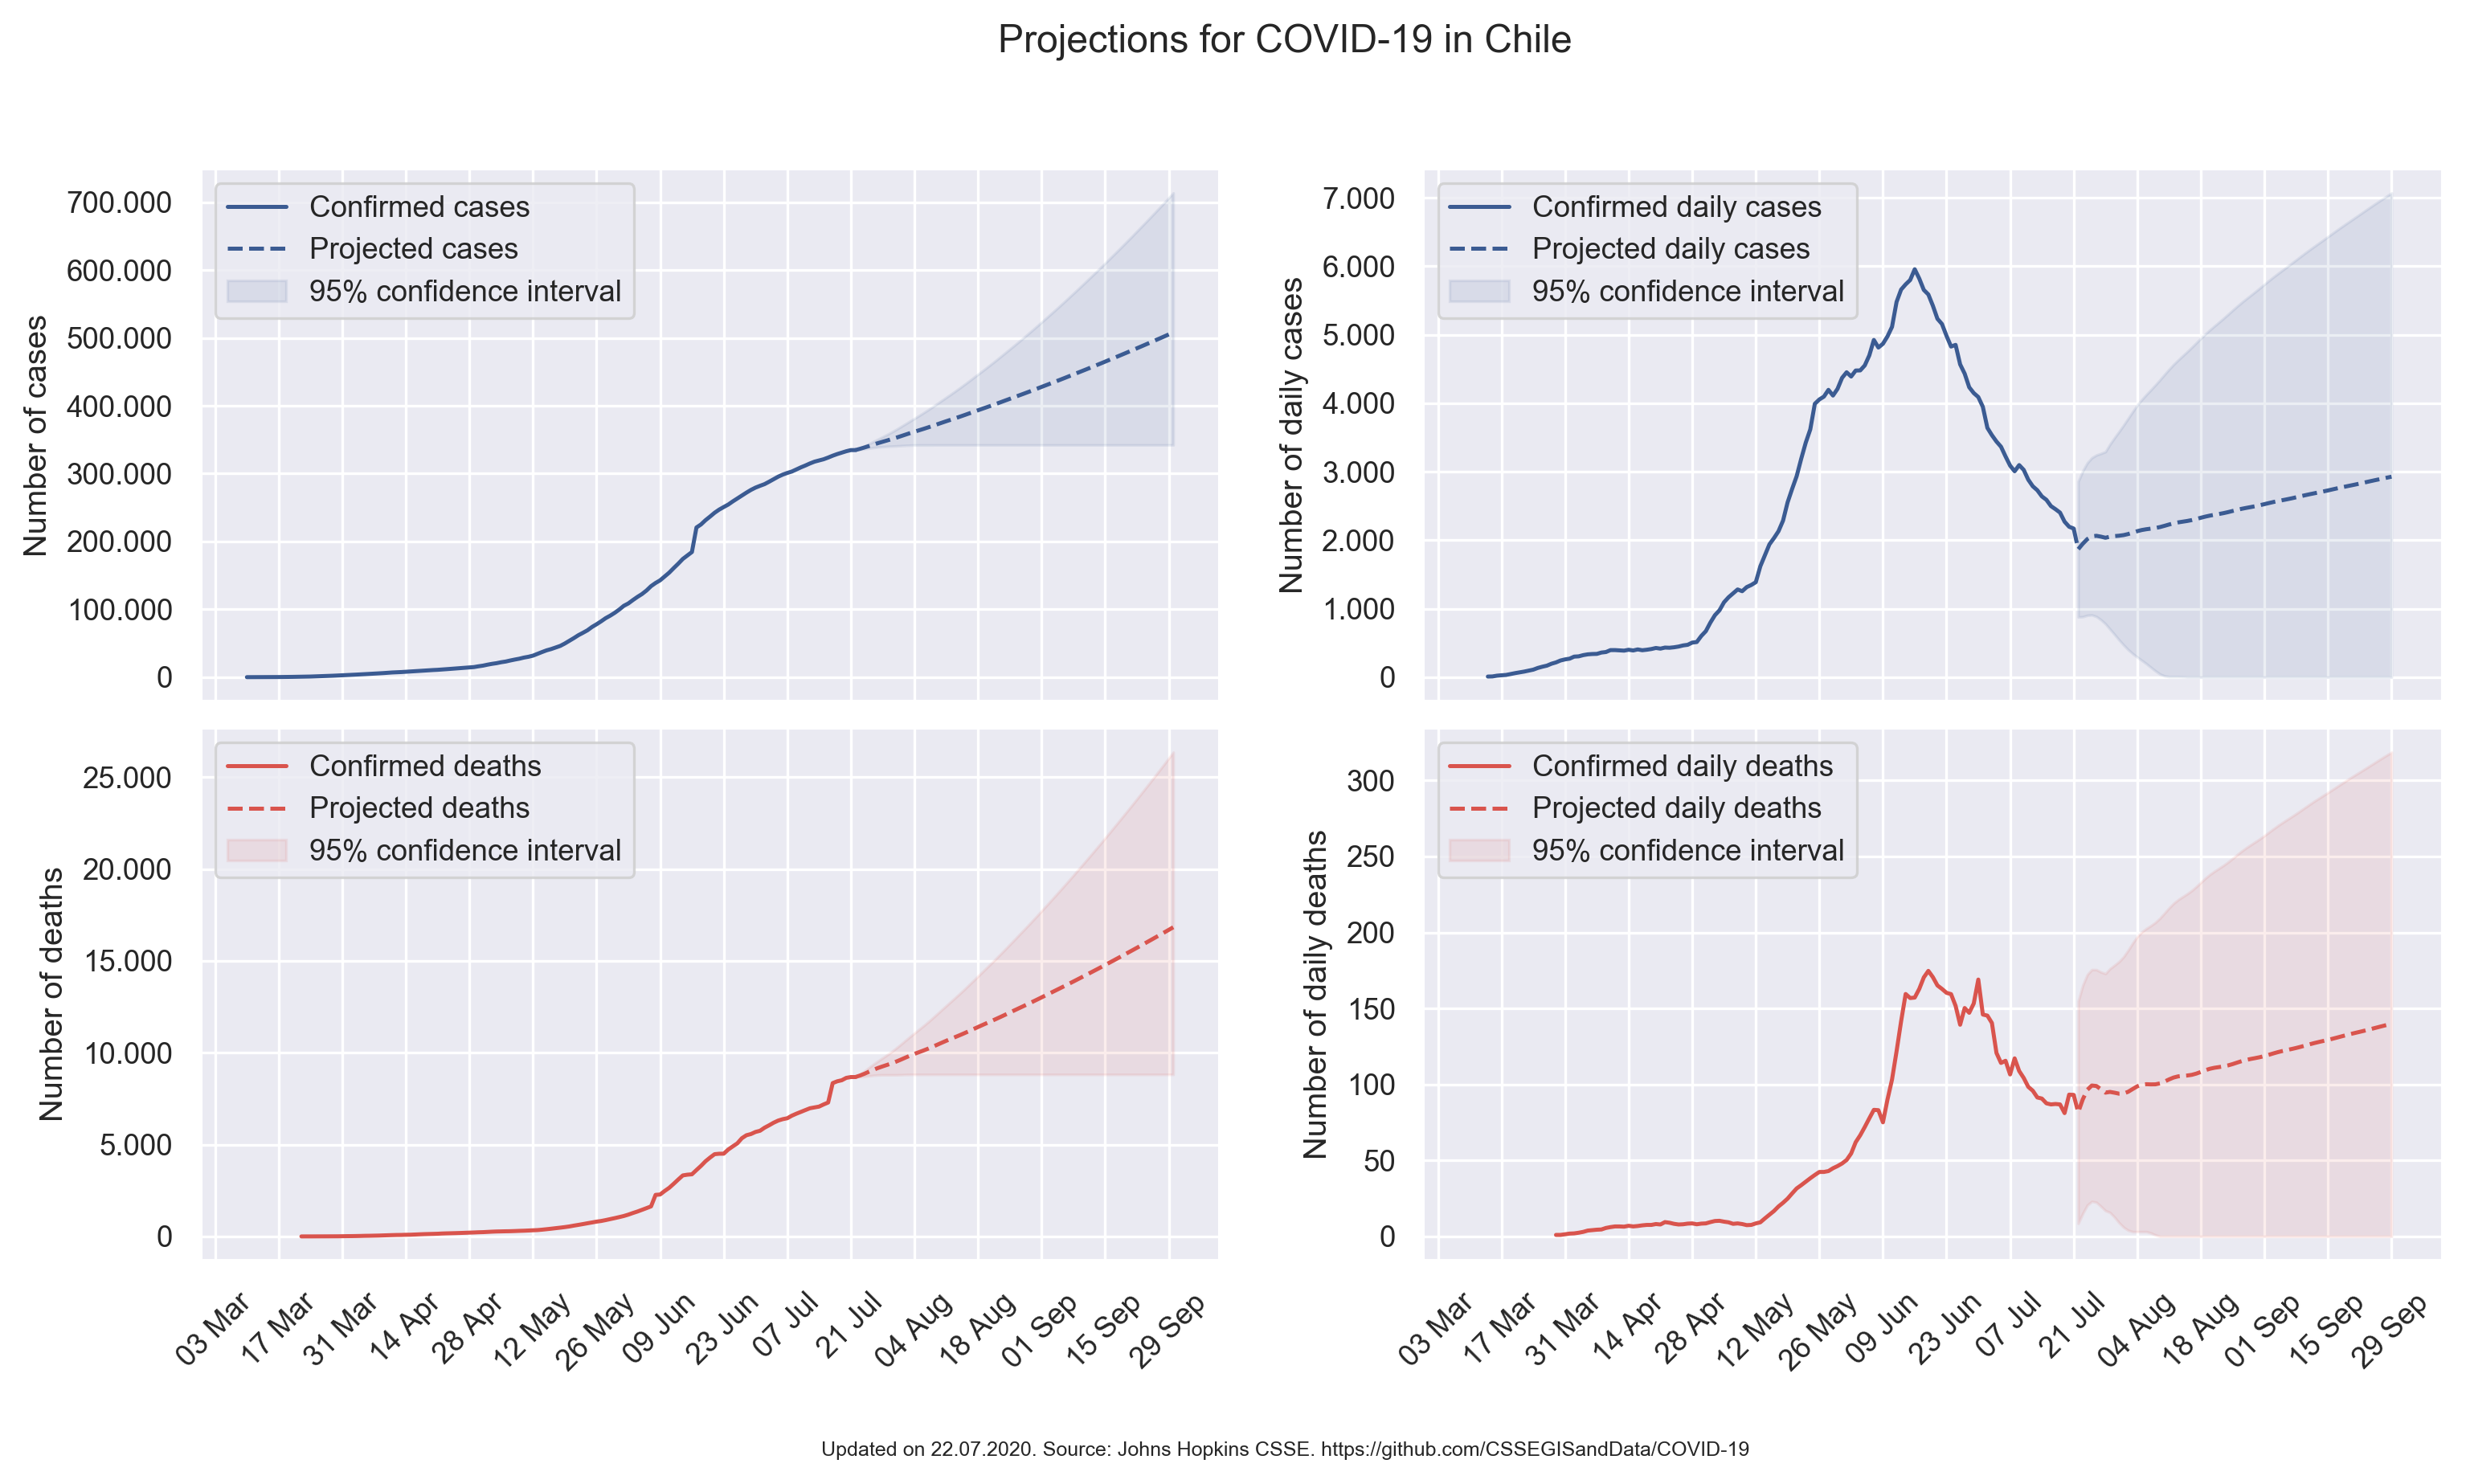 Projections for COVID-19 in Chile
Number of cases
700.000
600.000
500.000
400.000
300.000
200.000
100.000
0
Confirmed cases
Projected cases
95% confidence interval
Number of daily cases
7.000
6.000
5.000
4.000
3.000
2.000
1.000
0
Confirmed daily cases
Projected daily cases
95% confidence interval
Number of deaths
25.000
20.000
15.000
10.000
5.000
0
Confirmed deaths
Projected deaths
95% confidence interval
03 Mar
17 Mar
31 Mar
14 Apr
28 Apr
12 May
26 May
09 Jun
23 Jun
07 Jul
21 Jul
04 Aug
18 Aug
01 Sep
15 Sep
29 Sep
Number of daily deaths
300
250
200
150
100
50
0
Confirmed daily deaths
Projected daily deaths
95% confidence interval
03 Mar
17 Mar
31 Mar
14 Apr
28 Apr
12 May
26 May
09 Jun
23 Jun
07 Jul
21 Jul
04 Aug
18 Aug
01 Sep
15 Sep
29 Sep
Updated on 22.07.2020. Source: Johns Hopkins CSSE. https://github.com/CSSEGISandData/COVID-19